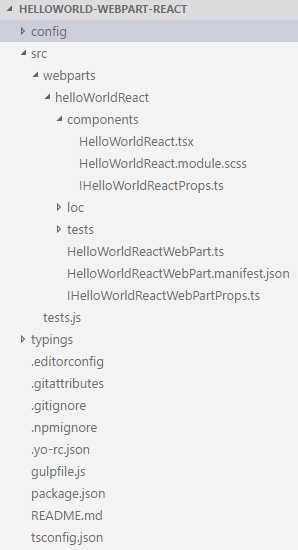 HELLOWORLD-WEBPART-REACT
config
src
webparts
helloWorldReact
components
HelloWorldReact.tsx
HelloWorldReact.module.scss
IHelloWorldReactProps.ts
loc
tests
HelloWorldReactWebPart.ts
HelloWorldReactWebPart.manifest.json
IHelloWorldReactWebPartProps.ts
tests.js
typings
.editorconfig
.gitattributes
.gitignore
.npmignore
.yo-rc.json
gulpfile.js
package.json
README.md
tsconfig.json